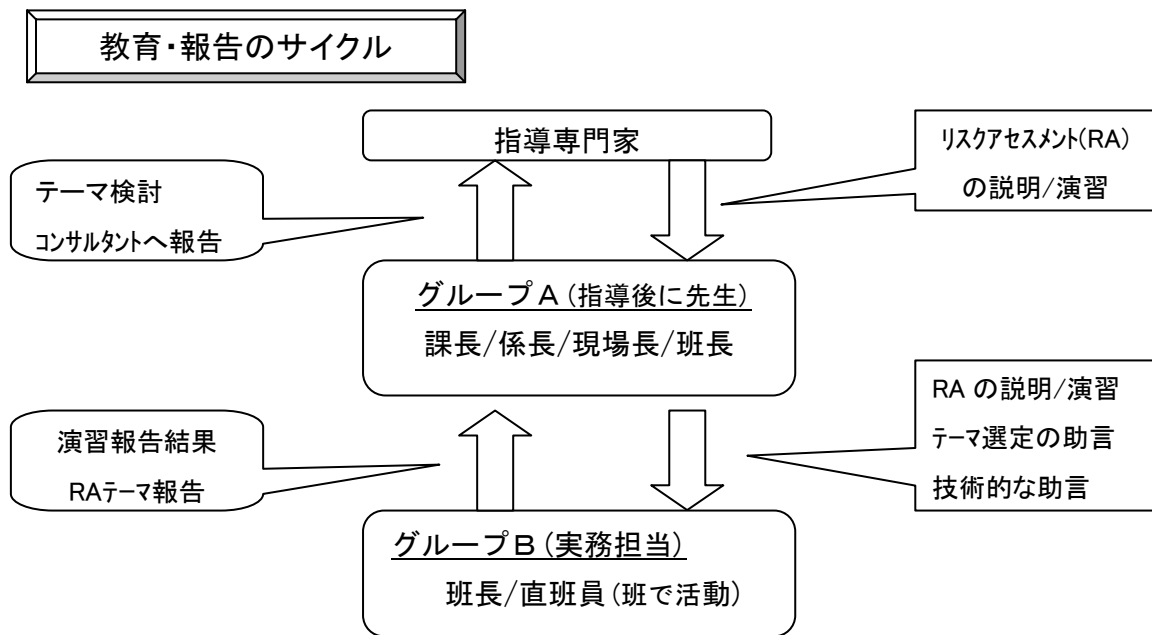 教育・報告のサイクル
指導専門家
リスクアセスメント(RA)
の説明/演習
テーマ検討
コンサルタントへ報告
グループA(指導後に先生)
課長/係長/現場長/班長
RAの説明/演習
テーマ選定の助言
技術的な助言
演習報告結果
RAテーマ報告
グループB(実務担当)
班長/直班員(班で活動)